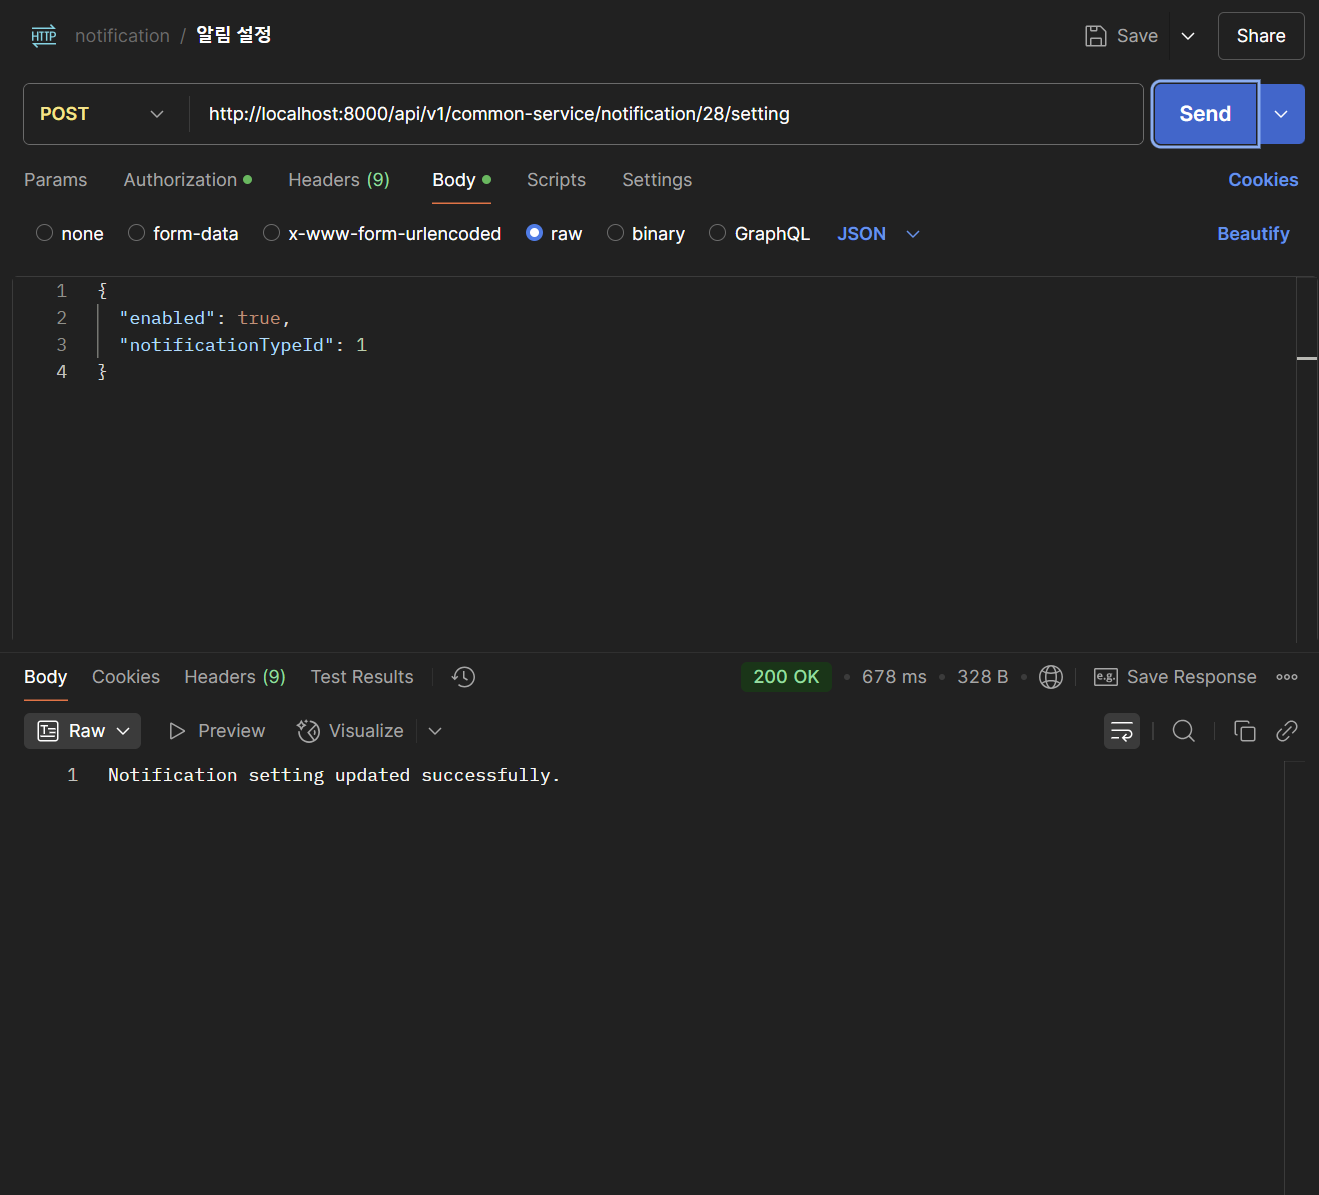 HTTP notification / 알림 설정 Save Share
POST http://localhost:8000/api/v1/common-service/notification/28/setting Send
Params Authorization Headers (9) Body Scripts Settings Cookies
none form-data x-www-form-urlencoded raw binary GraphQL JSON Beautify
1 {
2 "enabled": true,
3 "notificationTypeId": 1
4 }
Body Cookies Headers (9) Test Results 200 OK • 678 ms • 328 B • e.g. Save Response
Raw Preview Visualize
1 Notification setting updated successfully.